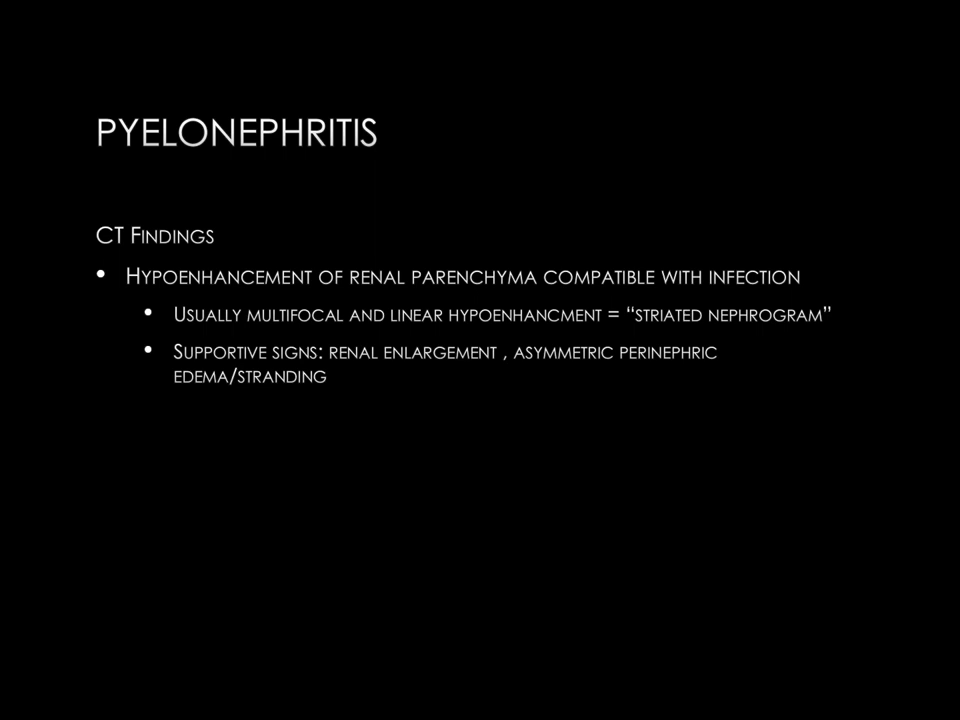 PYELONEPHRITIS
CT FINDINGS
• HYPOENHANCEMENT OF RENAL PARENCHYMA COMPATIBLE WITH INFECTION
• USUALLY MULTIFOCAL AND LINEAR HYPOENHANCMENT = “STRIATED NEPHROGRAM”
• SUPPORTIVE SIGNS: RENAL ENLARGEMENT , ASYMMETRIC PERINEPHRIC
EDEMA/STRANDING